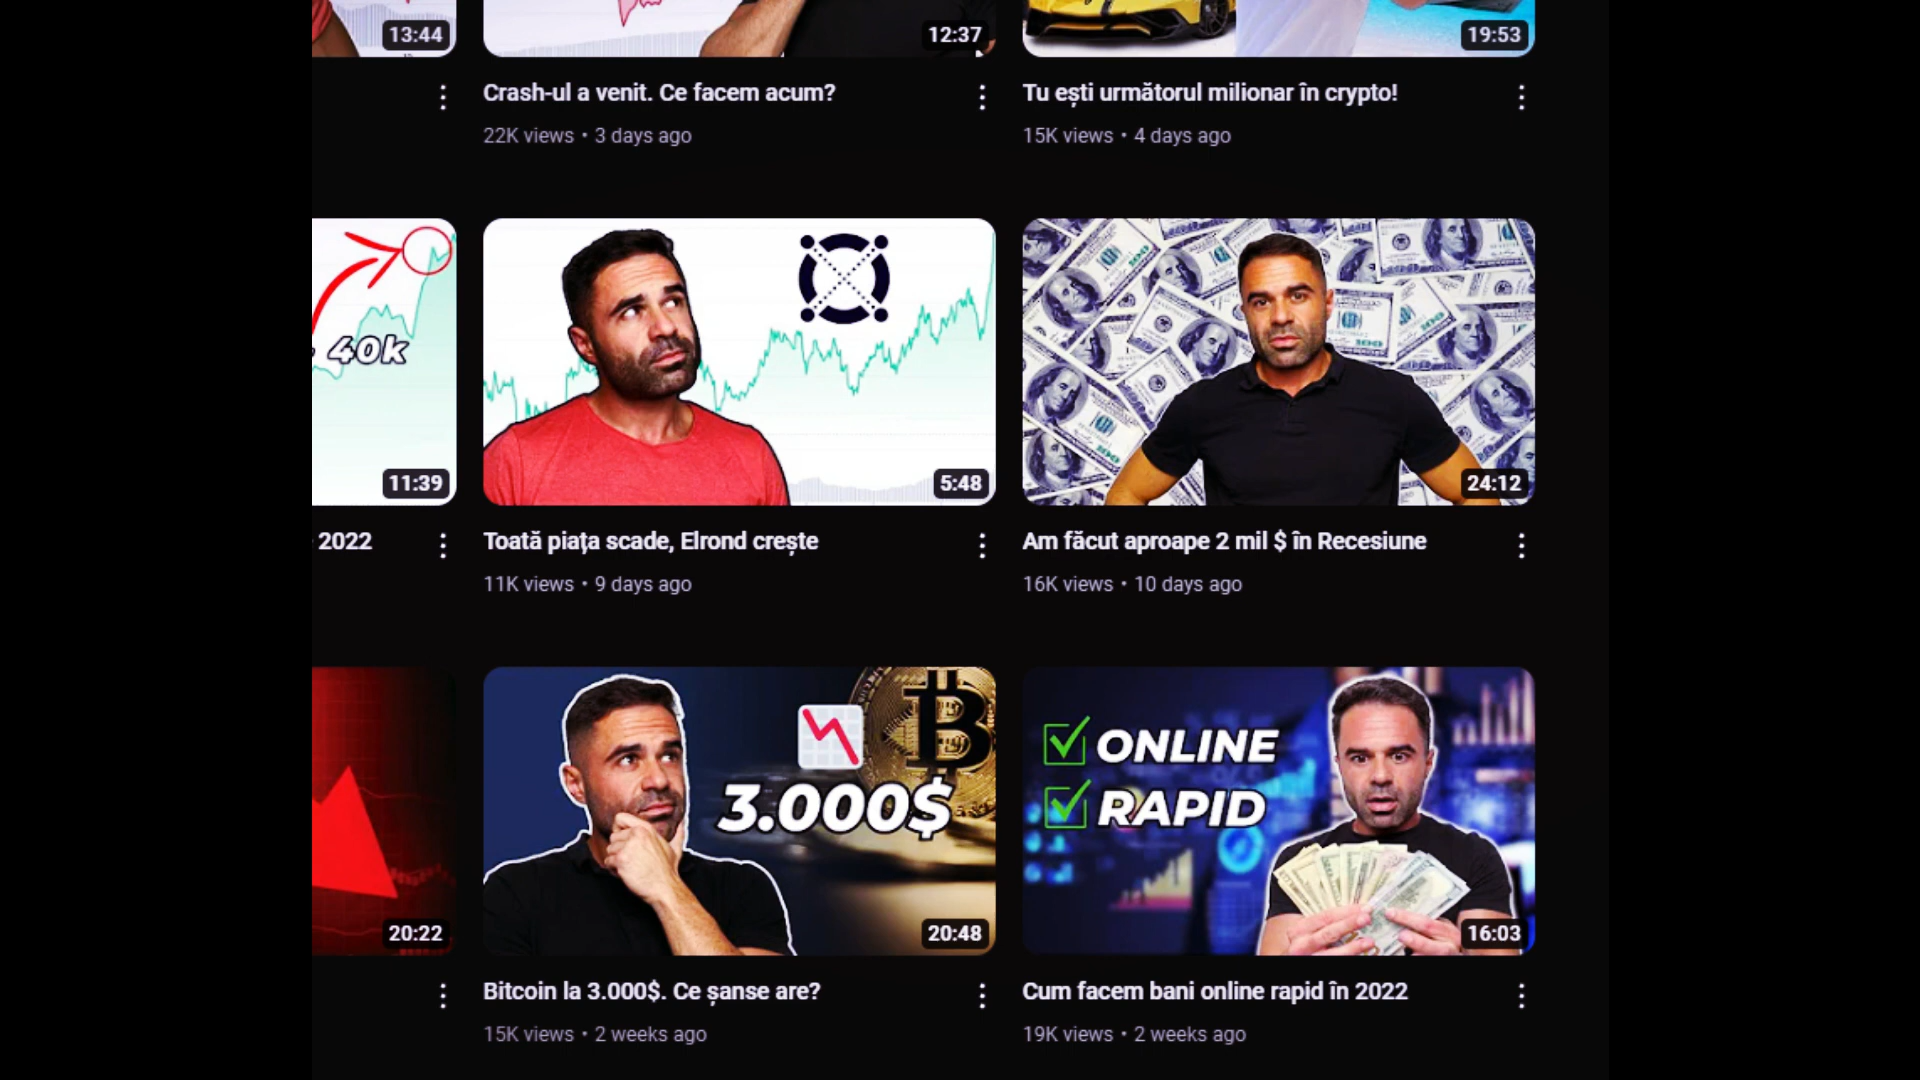 13:44
12:37
19:53
Crash-ul a venit. Ce facem acum?
Tu ești următorul milionar în crypto!
22K views • 3 days ago
15K views • 4 days ago
40k
11:39
5:48
24:12
2022
Toată piața scade, Elrond crește
Am făcut aproape 2 mil $ în Recesiune
11K views • 9 days ago
16K views • 10 days ago
3.000$
ONLINE
RAPID
20:22
20:48
16:03
Bitcoin la 3.000$. Ce șanse are?
Cum facem bani online rapid în 2022
15K views • 2 weeks ago
19K views • 2 weeks ago